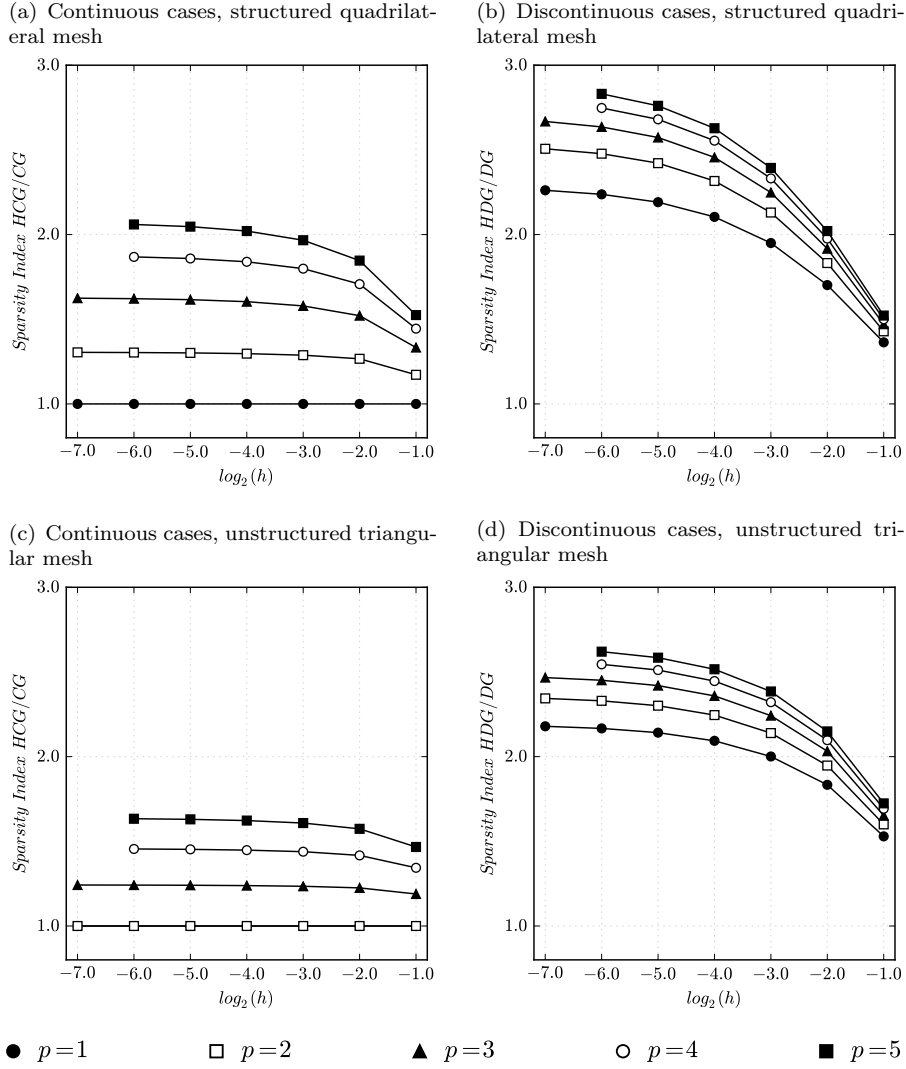 (a) Continuous cases, structured quadrilat-
eral mesh
3.0
2.0
1.0
Sparsity Index HCG/CG
−7.0 −6.0 −5.0 −4.0 −3.0 −2.0 −1.0
log2(h)
(b) Discontinuous cases, structured quadri-
lateral mesh
3.0
2.0
1.0
Sparsity Index HDG/DG
−7.0 −6.0 −5.0 −4.0 −3.0 −2.0 −1.0
log2(h)
(c) Continuous cases, unstructured triangu-
lar mesh
3.0
2.0
1.0
Sparsity Index HCG/CG
−7.0 −6.0 −5.0 −4.0 −3.0 −2.0 −1.0
log2(h)
(d) Discontinuous cases, unstructured tri-
angular mesh
3.0
2.0
1.0
Sparsity Index HDG/DG
−7.0 −6.0 −5.0 −4.0 −3.0 −2.0 −1.0
log2(h)
p=1 p=2 p=3 p=4 p=5